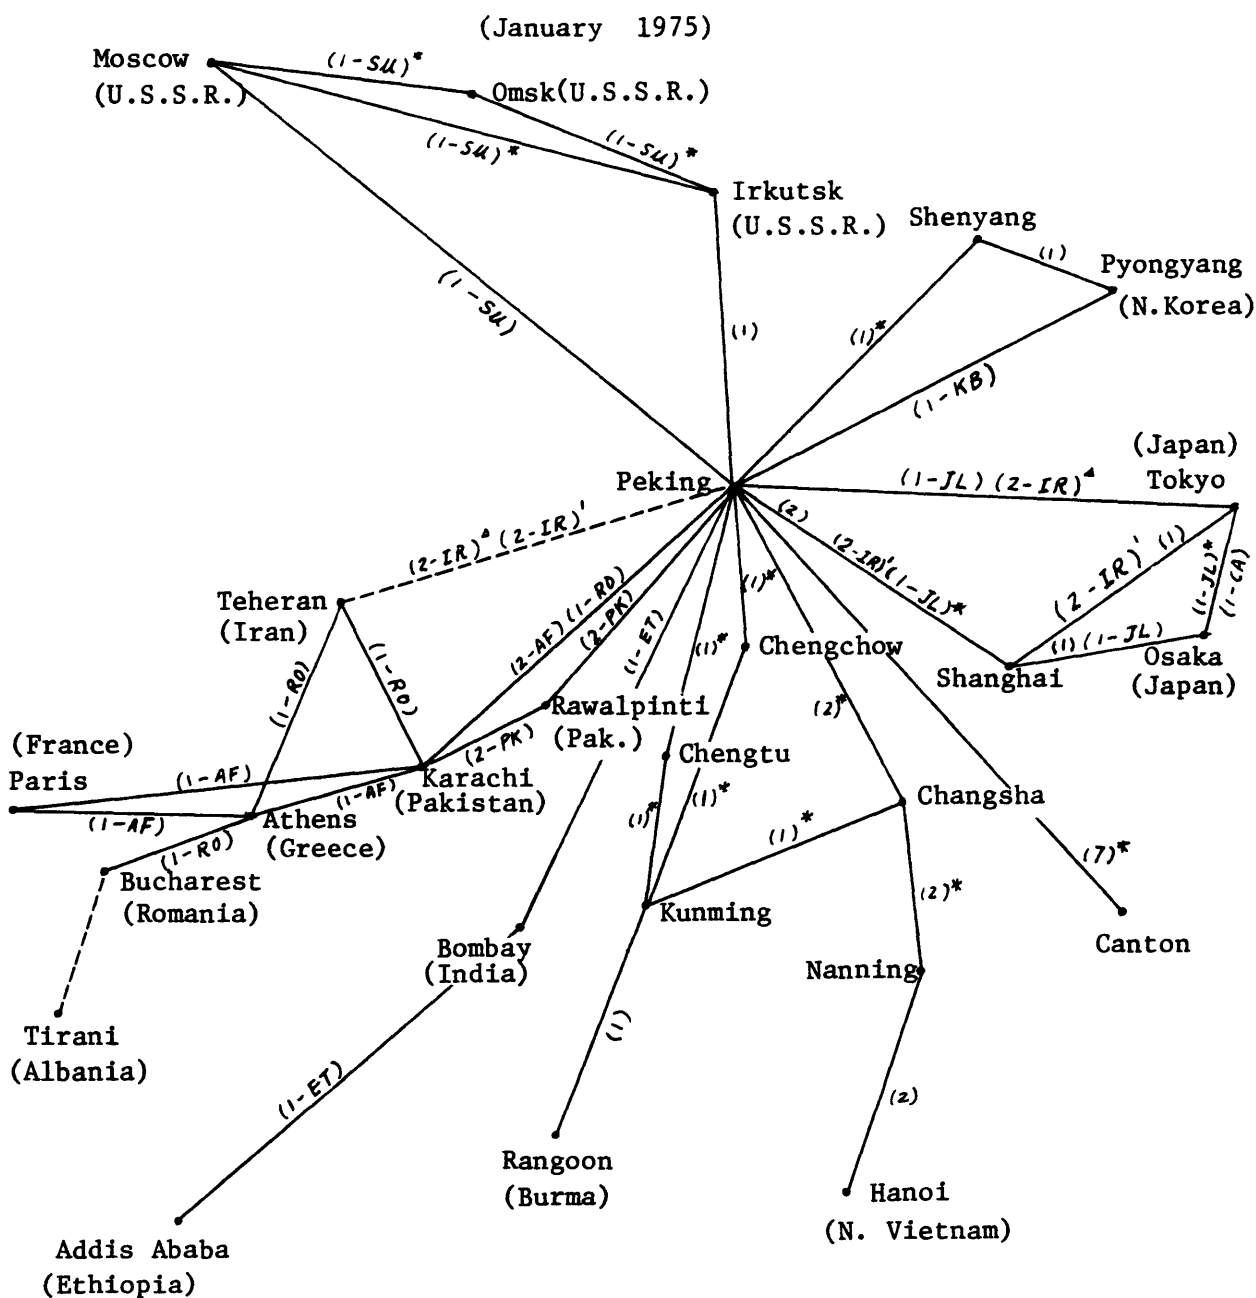 (January 1975)
Moscow
(U.S.S.R.)
(1-SU)*
Omsk(U.S.S.R.)
(1-SU)*
(1-SU)*
Irkutsk
(U.S.S.R.)
Shenyang
(1)
Pyongyang
(N.Korea)
(1-SU)
(1)
(1)*
(1-KB)
(Japan)
Tokyo
Peking
(1-JL) (2-IR)▵
(2)
(2-IR)▵ (2-IR)'
(2-IR)'(1-JL)*
(2-IR)' (1)
(1-JL)*
(1-CA)
Teheran
(Iran)
(2-AF)(1-RO)
(2-PK)
(1-ET)
(1)*
(1)*
Chengchow
(1) (1-JL)
Shanghai
Osaka
(Japan)
(1-RO)
(1-RO)
Rawalpinti
(Pak.)
(2-PK)
(2)*
Chengtu
(France)
Paris
(1-AF)
Karachi
(Pakistan)
(1-AF)
(1-AF)
Athens
(Greece)
(1)*
(1)*
Changsha
(1)*
(7)*
(1-RO)
Bucharest
(Romania)
Kunming
(2)*
Canton
Bombay
(India)
Nanning
Tirani
(Albania)
(1)
(1-ET)
(2)
Rangoon
(Burma)
Hanoi
(N. Vietnam)
Addis Ababa
(Ethiopia)